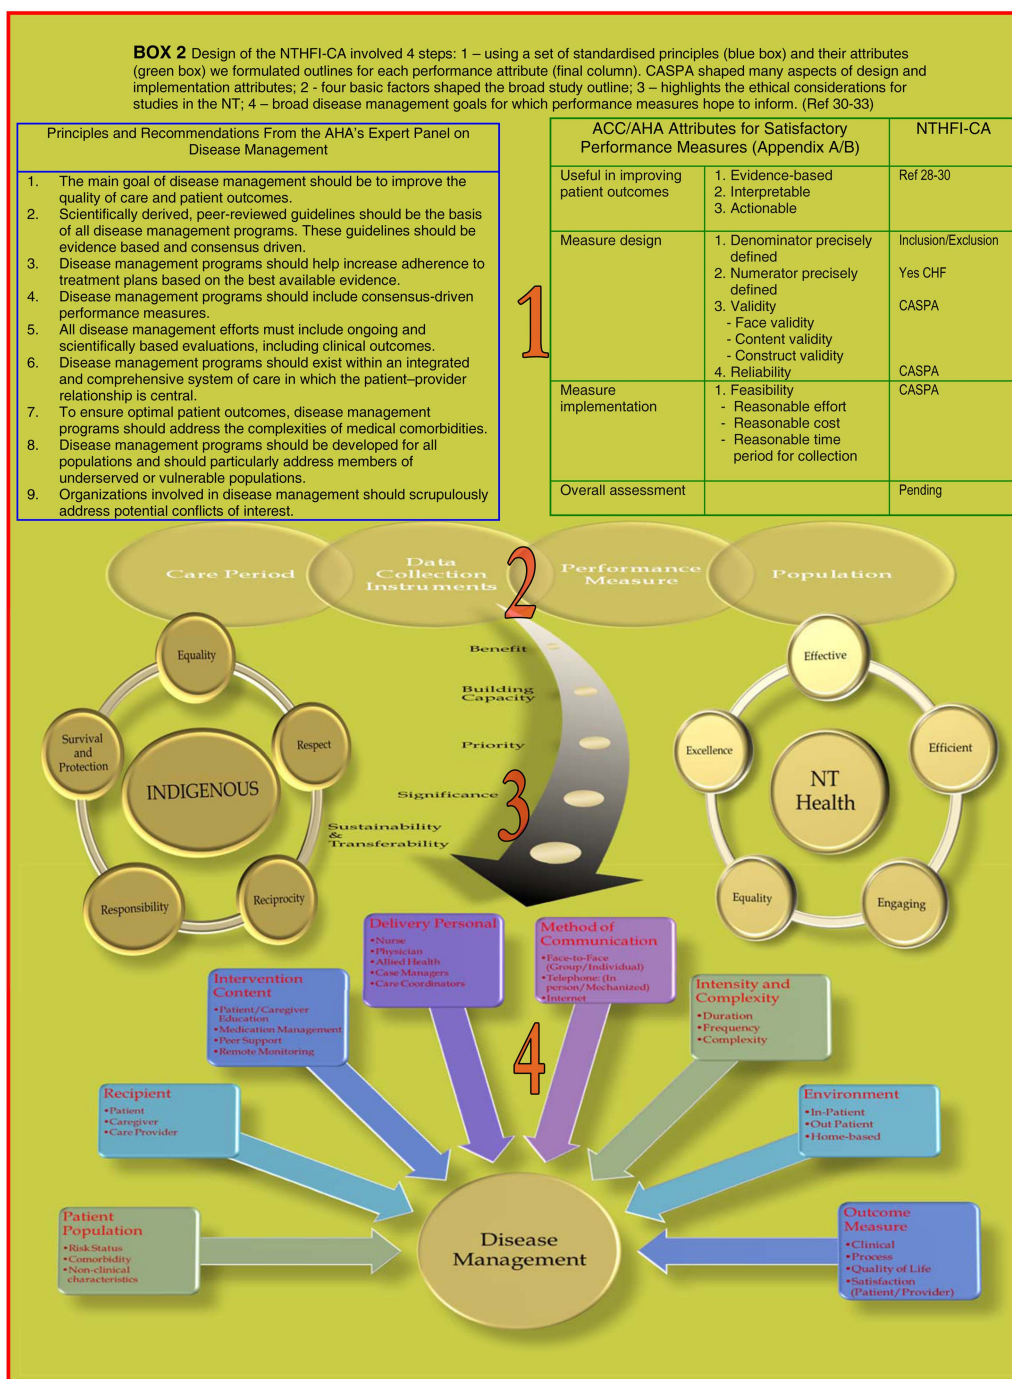 BOX 2 Design of the NTHFI-CA involved 4 steps: 1 – using a set of standardised principles (blue box) and their attributes
(green box) we formulated outlines for each performance attribute (final column). CASPA shaped many aspects of design and
implementation attributes; 2 - four basic factors shaped the broad study outline; 3 – highlights the ethical considerations for
studies in the NT; 4 – broad disease management goals for which performance measures hope to inform. (Ref 30-33)
Principles and Recommendations From the AHA's Expert Panel on
Disease Management
1. The main goal of disease management should be to improve the
quality of care and patient outcomes.
2. Scientifically derived, peer-reviewed guidelines should be the basis
of all disease management programs. These guidelines should be
evidence based and consensus driven.
3. Disease management programs should help increase adherence to
treatment plans based on the best available evidence.
4. Disease management programs should include consensus-driven
performance measures.
5. All disease management efforts must include ongoing and
scientifically based evaluations, including clinical outcomes.
6. Disease management programs should exist within an integrated
and comprehensive system of care in which the patient–provider
relationship is central.
7. To ensure optimal patient outcomes, disease management
programs should address the complexities of medical comorbidities.
8. Disease management programs should be developed for all
populations and should particularly address members of
underserved or vulnerable populations.
9. Organizations involved in disease management should scrupulously
address potential conflicts of interest.
1
ACC/AHA Attributes for Satisfactory
Performance Measures (Appendix A/B)
NTHFI-CA
Useful in improving
patient outcomes
1. Evidence-based
2. Interpretable
3. Actionable
Ref 28-30
Measure design
1. Denominator precisely
defined
2. Numerator precisely
defined
3. Validity
- Face validity
- Content validity
- Construct validity
4. Reliability
Inclusion/Exclusion
Yes CHF
CASPA
CASPA
Measure
implementation
1. Feasibility
- Reasonable effort
- Reasonable cost
- Reasonable time
period for collection
CASPA
Overall assessment
Pending
Care Period
Data
Collection
Instruments
2
Performance
Measure
Population
Equality
Respect
Reciprocity
Responsibility
Survival
and
Protection
INDIGENOUS
Benefit
Building
Capacity
Priority
Significance
Sustainability
&
Transferability
3
Effective
Efficient
Engaging
Equality
Excellence
NT
Health
Patient
Population
•Risk Status
•Comorbidity
•Non-clinical
characteristics
Recipient
•Patient
•Caregiver
•Care Provider
Intervention
Content
•Patient/Caregiver
Education
•Medication Management
•Peer Support
•Remote Monitoring
Delivery Personal
•Nurse
•Physician
•Allied Health
•Case Managers
•Care Coordinators
Method of
Communication
•Face-to-Face
(Group/Individual)
•Telephone: (In
person/Mechanized)
•Internet
4
Intensity and
Complexity
•Duration
•Frequency
•Complexity
Environment
•In-Patient
•Out Patient
•Home-based
Outcome
Measure
•Clinical
•Process
•Quality of Life
•Satisfaction
(Patient/Provider)
Disease
Management